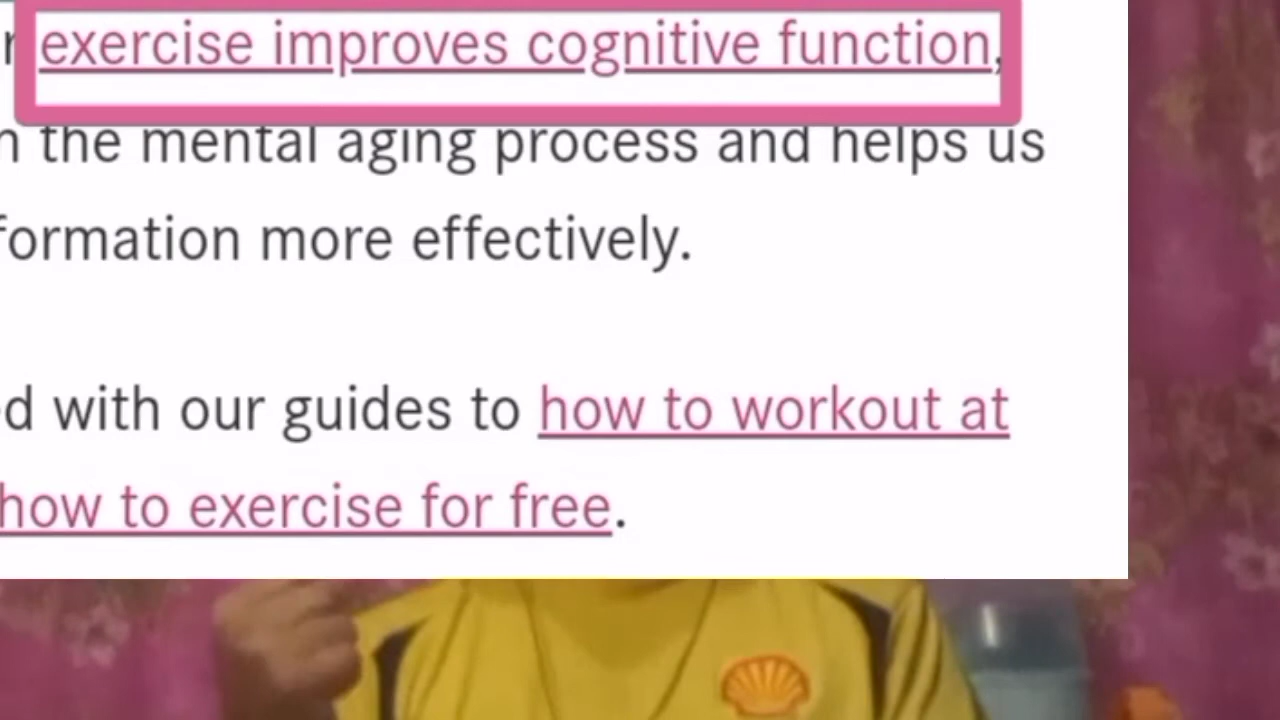 exercise improves cognitive function,
the mental aging process and helps us
formation more effectively.
with our guides to how to workout at
how to exercise for free.